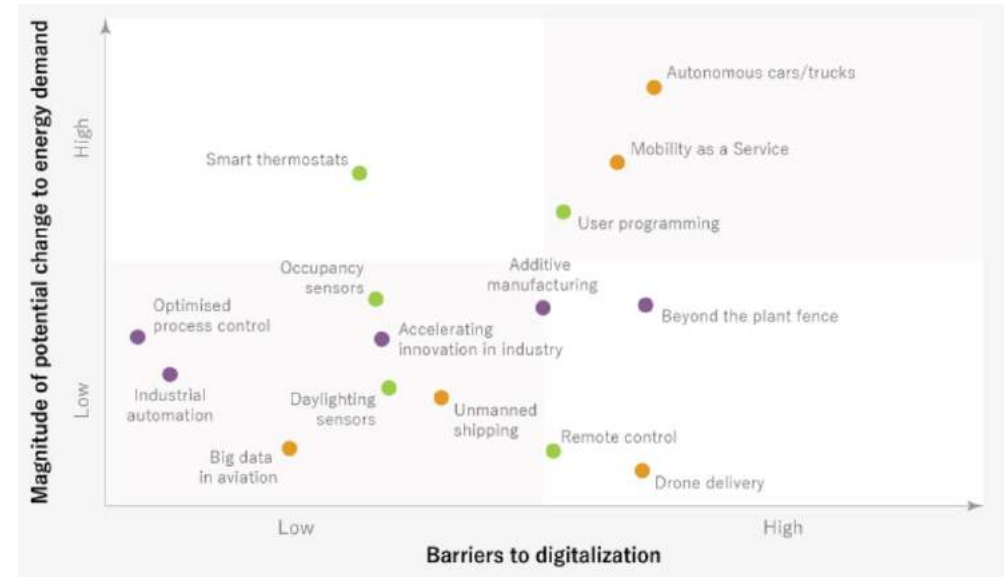 Magnitude of potential change to energy demand
High
Low
Autonomous cars/trucks
Mobility as a Service
Smart thermostats
User programming
Occupancy
sensors
Additive
manufacturing
Optimised
process control
Beyond the plant fence
Accelerating
innovation in industry
Industrial
automation
Daylighting
sensors
Unmanned
shipping
Remote control
Big data
in aviation
Drone delivery
Low
High
Barriers to digitalization